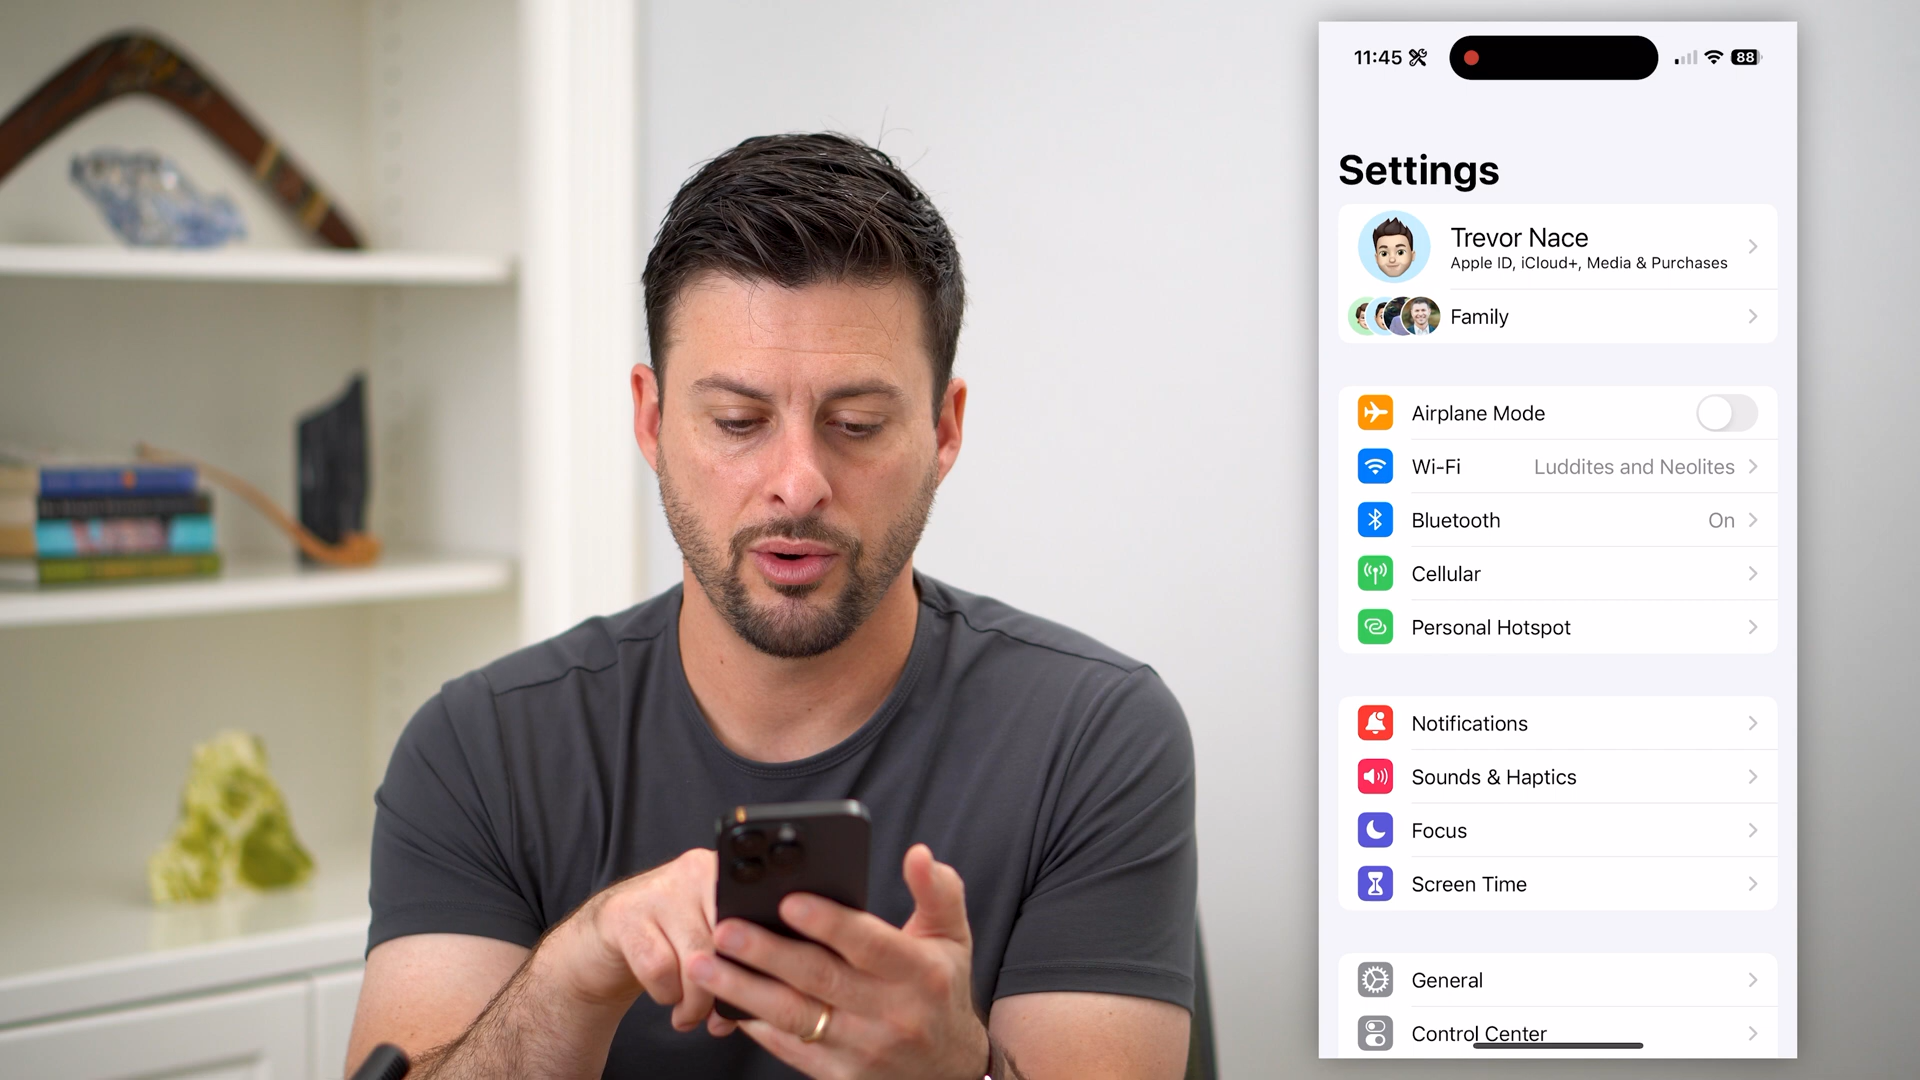 11:45
88
Settings
Trevor Nace
Apple ID, iCloud+, Media & Purchases
Family
Airplane Mode
Wi-Fi Luddites and Neolites
Bluetooth On
Cellular
Personal Hotspot
Notifications
Sounds & Haptics
Focus
Screen Time
General
Control Center